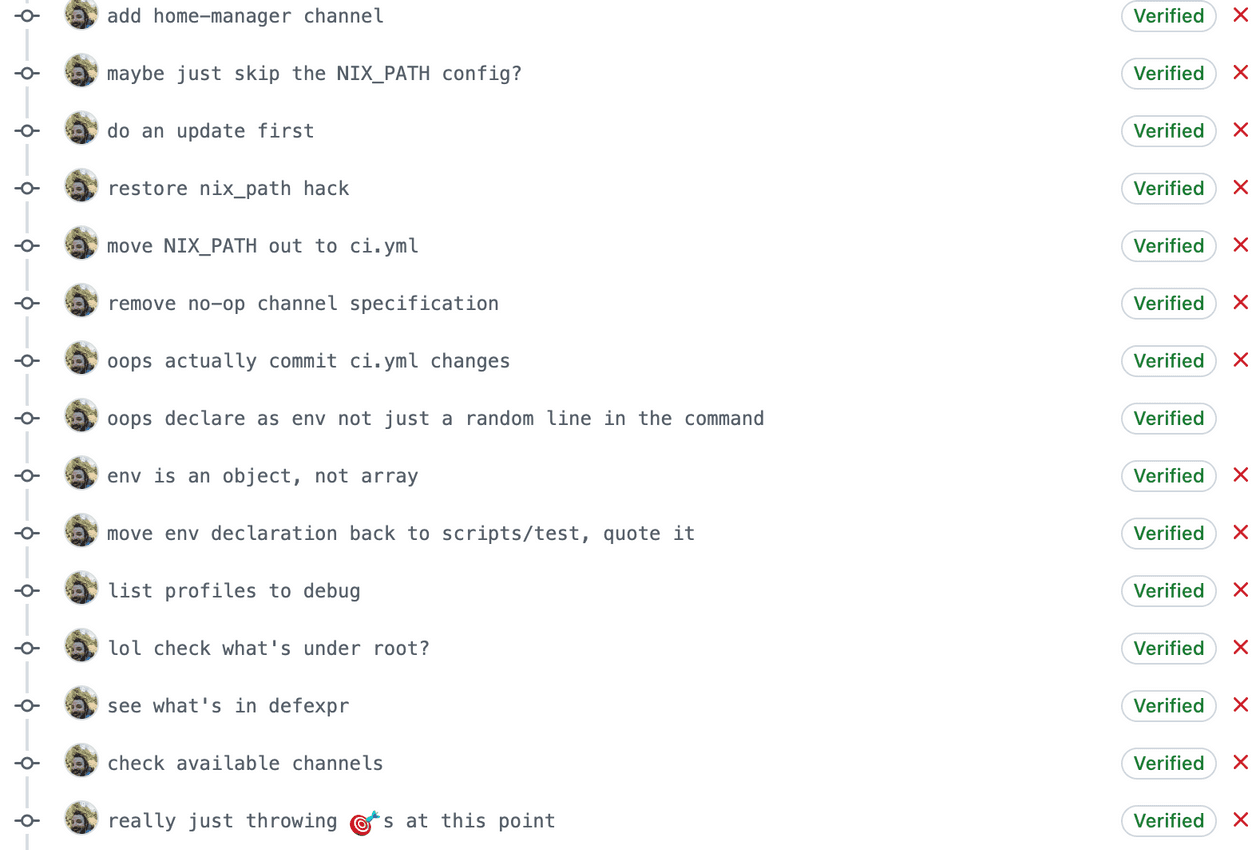 add home-manager channel Verified
maybe just skip the NIX_PATH config? Verified
do an update first Verified
restore nix_path hack Verified
move NIX_PATH out to ci.yml Verified
remove no-op channel specification Verified
oops actually commit ci.yml changes Verified
oops declare as env not just a random line in the command Verified
env is an object, not array Verified
move env declaration back to scripts/test, quote it Verified
list profiles to debug Verified
lol check what's under root? Verified
see what's in defexpr Verified
check available channels Verified
really just throwing 🎯s at this point Verified